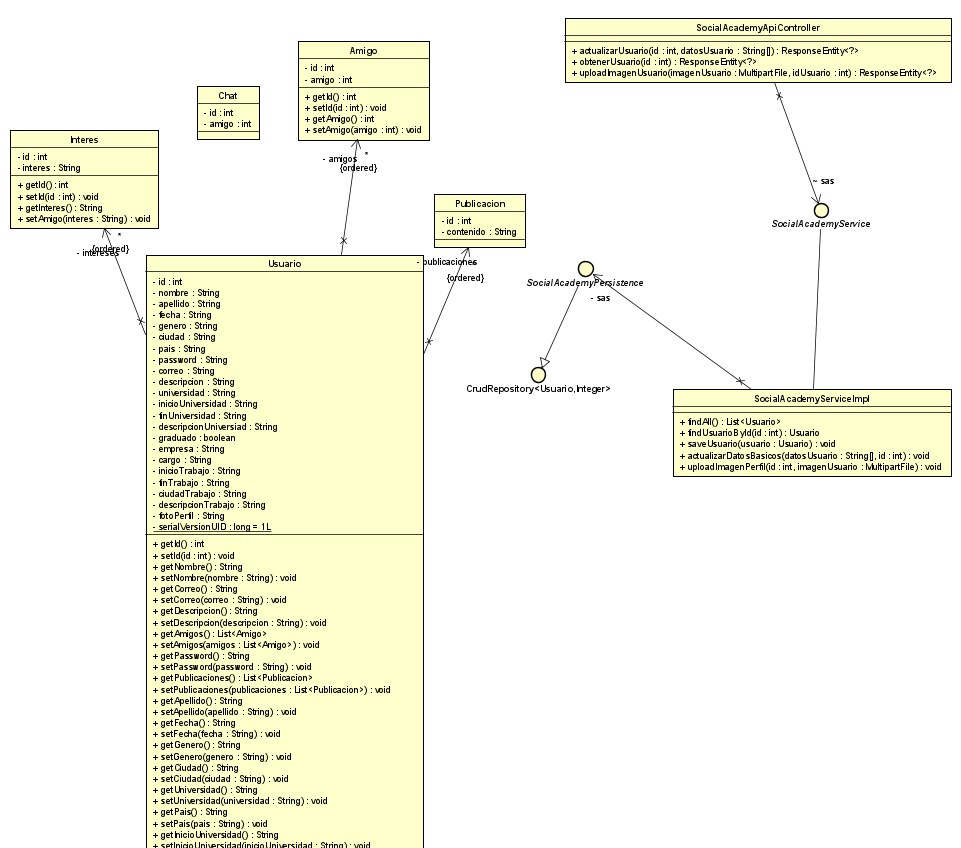 SocialAcademyApiController
+ actualizarUsuario(id : int, datosUsuario : String[]) : ResponseEntity<?>
+ obtenerUsuario(id : int) : ResponseEntity<?>
+ uploadImagenUsuario(imagenUsuario : MultipartFile, idUsuario : int) : ResponseEntity<?>
Amigo
- id : int
- amigo : int
+ getId() : int
+ setId(id : int) : void
+ getAmigo() : int
+ setAmigo(amigo : int) : void
Chat
- id : int
- amigo : int
Interes
- id : int
- interes : String
+ getId() : int
+ setId(id : int) : void
+ getInteres() : String
+ setAmigo(interes : String) : void
- amigos
*
{ordered}
~ sas
SocialAcademyService
Publicacion
- id : int
- contenido : String
*
{ordered}
- intereses
- publicaciones
*
{ordered}
SocialAcademyPersistence
- sas
CrudRepository<Usuario,Integer>
SocialAcademyServiceImpl
+ findAll() : List<Usuario>
+ findUsuarioById(id : int) : Usuario
+ saveUsuario(usuario : Usuario) : void
+ actualizarDatosBasicos(datosUsuario : String[], id : int) : void
+ uploadImagenPerfil(id : int, imagenUsuario : MultipartFile) : void
Usuario
- id : int
- nombre : String
- apellido : String
- fecha : String
- genero : String
- ciudad : String
- pais : String
- password : String
- correo : String
- descripcion : String
- universidad : String
- inicioUniversidad : String
- finUniversidad : String
- descripcionUniversiad : String
- graduado : boolean
- empresa : String
- cargo : String
- inicioTrabajo : String
- finTrabajo : String
- ciudadTrabajo : String
- descripcionTrabajo : String
- fotoPerfil : String
- serialVersionUID : long = 1L
+ getId() : int
+ setId(id : int) : void
+ getNombre() : String
+ setNombre(nombre : String) : void
+ getCorreo() : String
+ setCorreo(correo : String) : void
+ getDescripcion() : String
+ setDescripcion(descripcion : String) : void
+ getAmigos() : List<Amigo>
+ setAmigos(amigos : List<Amigo>) : void
+ getPassword() : String
+ setPassword(password : String) : void
+ getPublicaciones() : List<Publicacion>
+ setPublicaciones(publicaciones : List<Publicacion>) : void
+ getApellido() : String
+ setApellido(apellido : String) : void
+ getFecha() : String
+ setFecha(fecha : String) : void
+ getGenero() : String
+ setGenero(genero : String) : void
+ getCiudad() : String
+ setCiudad(ciudad : String) : void
+ getUniversidad() : String
+ setUniversidad(universidad : String) : void
+ getPais() : String
+ setPais(pais : String) : void
+ getInicioUniversidad() : String
+ setInicioUniversidad(inicioUniversidad : String) : void